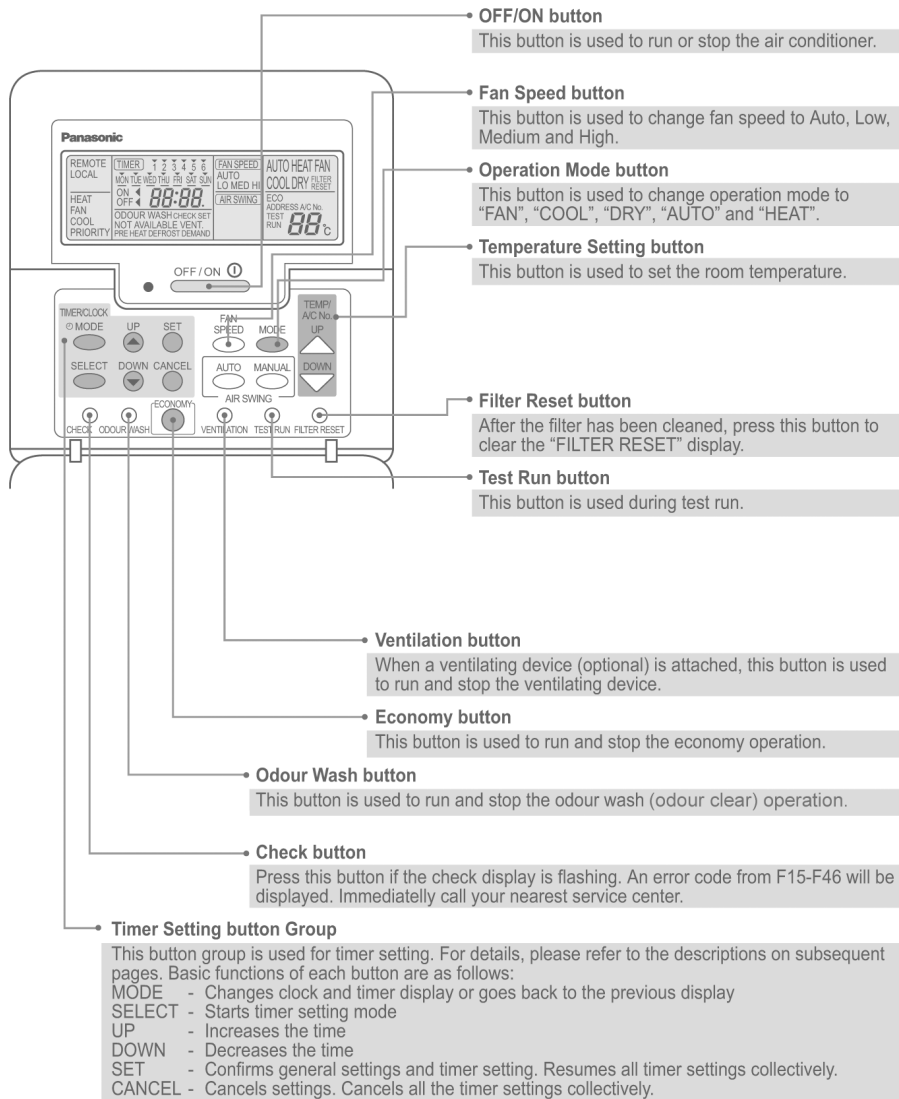 OFF/ON button
This button is used to run or stop the air conditioner.
Fan Speed button
This button is used to change fan speed to Auto, Low,
Medium and High.
Operation Mode button
This button is used to change operation mode to
“FAN”, “COOL”, “DRY”, “AUTO” and “HEAT”.
Temperature Setting button
This button is used to set the room temperature.
Panasonic
REMOTE
LOCAL
HEAT
FAN
COOL
PRIORITY
TIMER 1 2 3 4 5 6
MON TUE WED THU FRI SAT SUN
ON
OFF
88:88.
ODOUR WASH CHECK SET
NOT AVAILABLE VENT.
PRE HEAT DEFROST DEMAND
FAN SPEED
AUTO
LO MED HI
AIR SWING
AUTO HEAT FAN
COOL DRY FILTER
RESET
ECO
ADDRESS A/C No.
TEST
RUN
88°C
OFF / ON
TIMER/CLOCK
MODE UP SET
SELECT DOWN CANCEL
FAN
SPEED MODE
AUTO MANUAL
AIR SWING
TEMP/
A/C No.
UP
DOWN
ECONOMY
CHECK ODOUR WASH VENTILATION TEST RUN FILTER RESET
Filter Reset button
After the filter has been cleaned, press this button to
clear the “FILTER RESET” display.
Test Run button
This button is used during test run.
Ventilation button
When a ventilating device (optional) is attached, this button is used
to run and stop the ventilating device.
Economy button
This button is used to run and stop the economy operation.
Odour Wash button
This button is used to run and stop the odour wash (odour clear) operation.
Check button
Press this button if the check display is flashing. An error code from F15-F46 will be
displayed. Immediatelly call your nearest service center.
Timer Setting button Group
This button group is used for timer setting. For details, please refer to the descriptions on subsequent
pages. Basic functions of each button are as follows:
MODE - Changes clock and timer display or goes back to the previous display
SELECT - Starts timer setting mode
UP - Increases the time
DOWN - Decreases the time
SET - Confirms general settings and timer setting. Resumes all timer settings collectively.
CANCEL - Cancels settings. Cancels all the timer settings collectively.